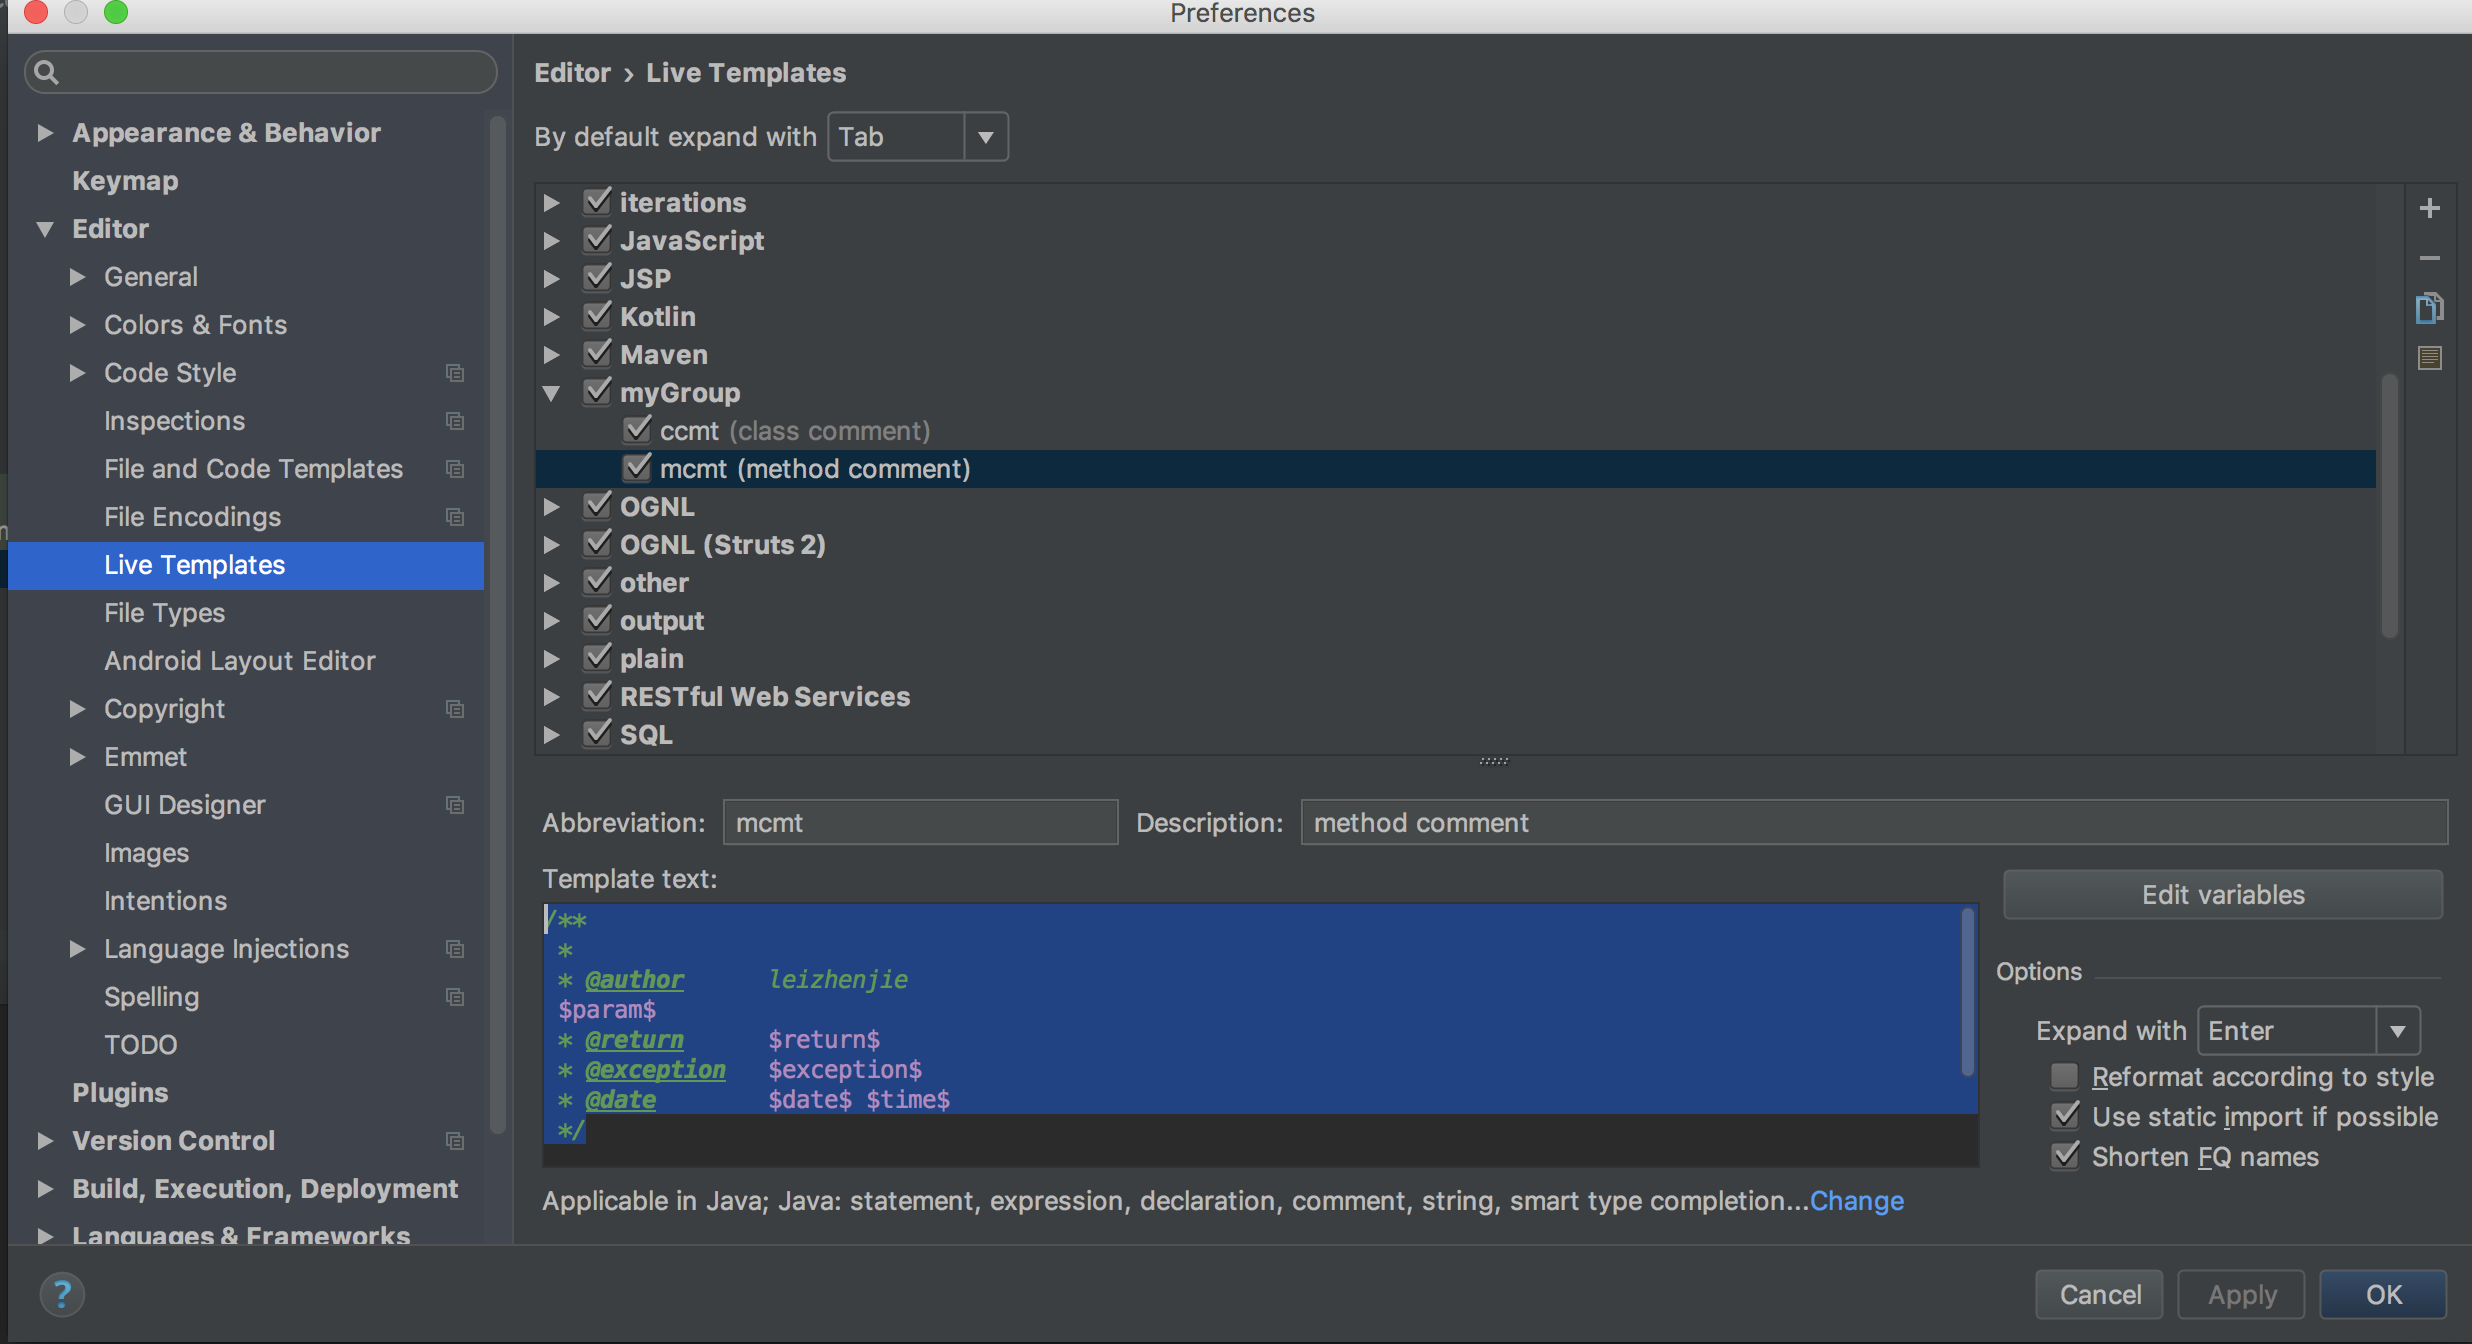 Preferences
Appearance & Behavior
Keymap
Editor
General
Colors & Fonts
Code Style
Inspections
File and Code Templates
File Encodings
Live Templates
File Types
Android Layout Editor
Copyright
Emmet
GUI Designer
Images
Intentions
Language Injections
Spelling
TODO
Plugins
Version Control
Build, Execution, Deployment
Languages & Frameworks
Editor › Live Templates
By default expand with Tab
iterations
JavaScript
JSP
Kotlin
Maven
myGroup
ccmt (class comment)
mcmt (method comment)
OGNL
OGNL (Struts 2)
other
output
plain
RESTful Web Services
SQL
Abbreviation: mcmt Description: method comment
Template text:
/**
*
* @author leizhenjie
$param$
* @return $return$
* @exception $exception$
* @date $date$ $time$
*/
Edit variables
Options
Expand with Enter
Reformat according to style
Use static import if possible
Shorten FQ names
Applicable in Java; Java: statement, expression, declaration, comment, string, smart type completion...Change
?
Cancel Apply OK